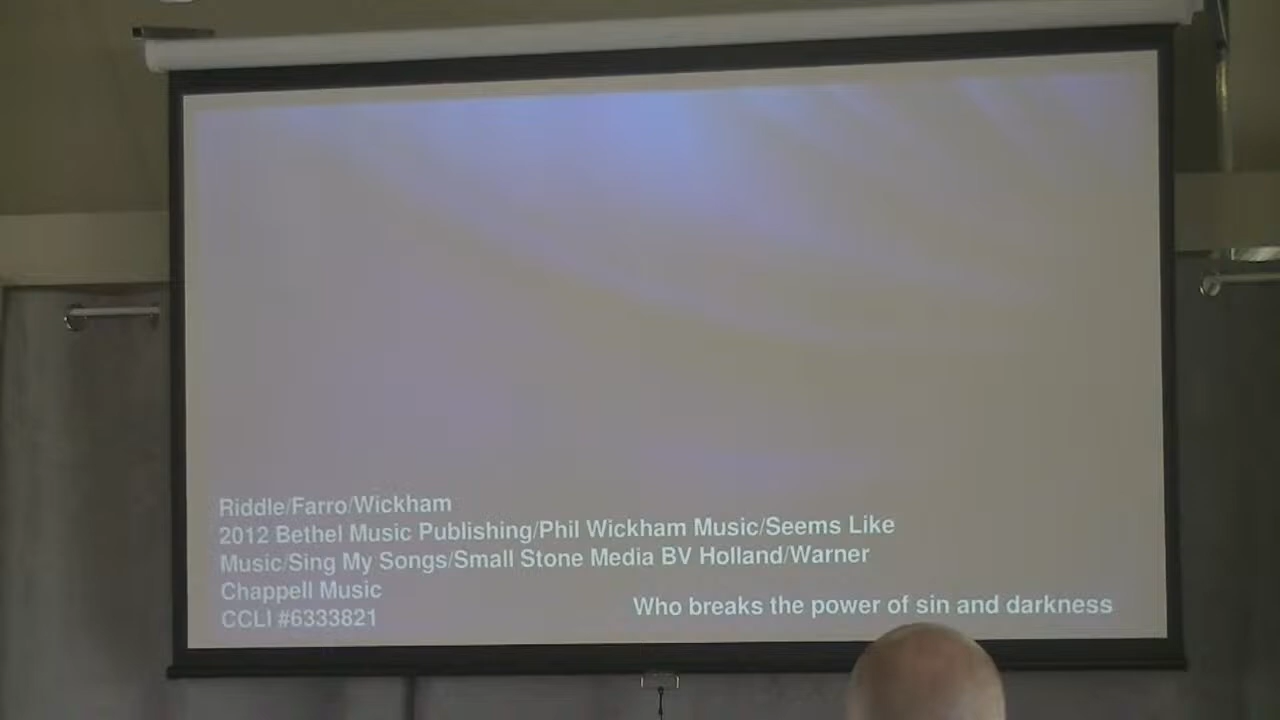 Riddle/Farro/Wickham
2012 Bethel Music Publishing/Phil Wickham Music/Seems Like
Music/Sing My Songs/Small Stone Media BV Holland/Warner
Chappell Music
CCLI #6333821
Who breaks the power of sin and darkness